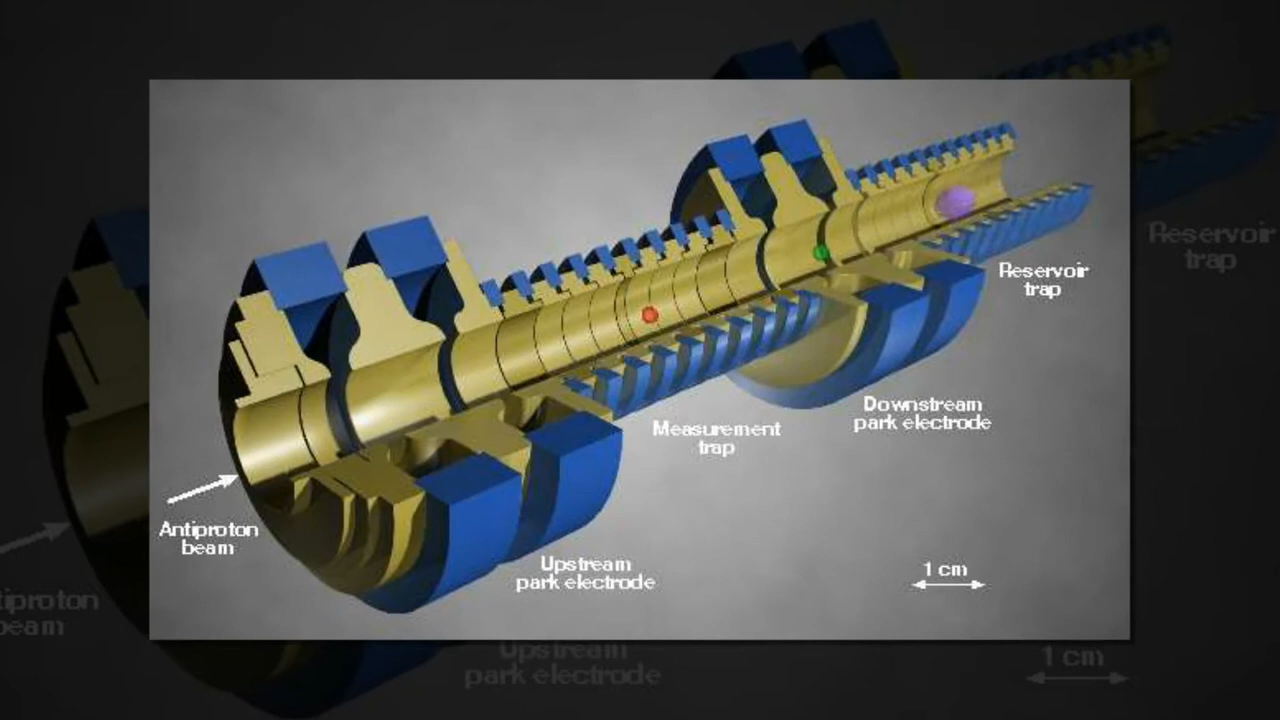 Reservoir
trap
Downstream
park electrode
Measurement
trap
Antiproton
beam
Upstream
park electrode
1 cm
Reservoir
trap
tiproton
beam
Upstream
park electrode
1 cm